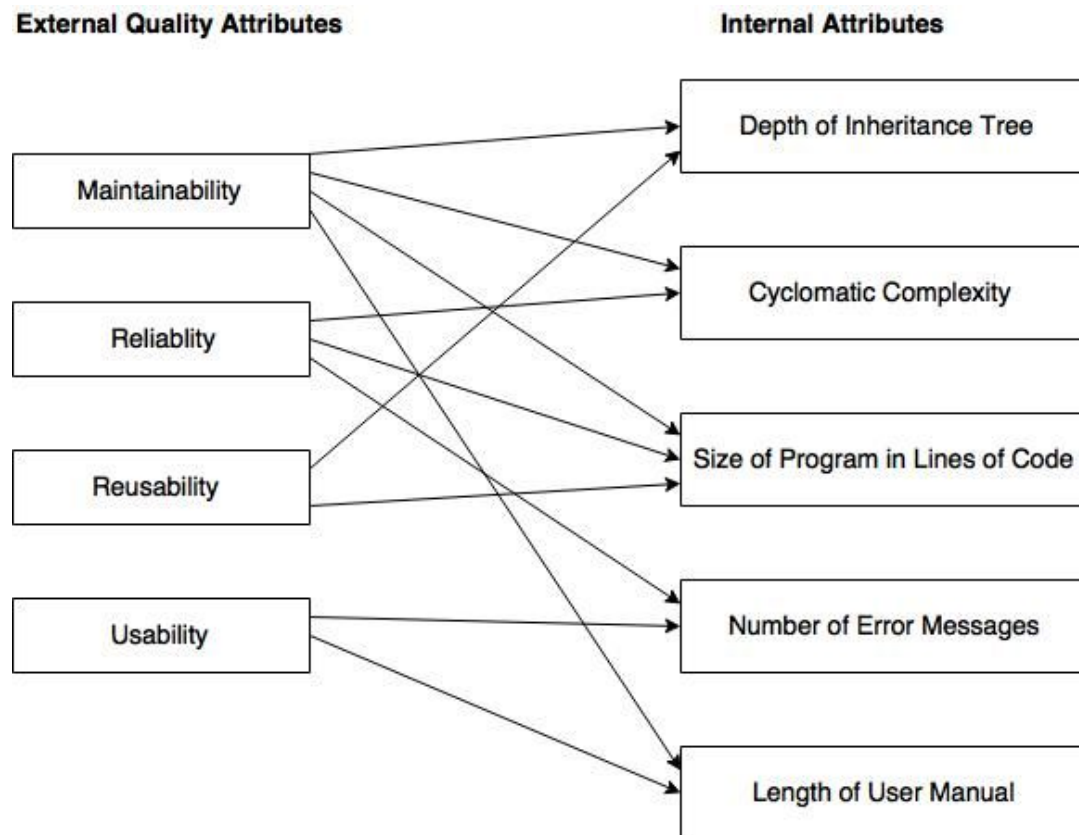 External Quality Attributes
Internal Attributes
Maintainability
Reliablity
Reusability
Usability
Depth of Inheritance Tree
Cyclomatic Complexity
Size of Program in Lines of Code
Number of Error Messages
Length of User Manual